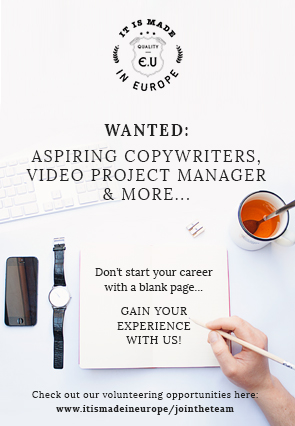 IT IS MADE
QUALITY
€.U
IN EUROPE
WANTED:
ASPIRING COPYWRITERS,
VIDEO PROJECT MANAGER
& MORE...
Don't start your career
with a blank page...
GAIN YOUR
EXPERIENCE
WITH US!
Check out our volunteering opportunities here:
www.itismadeineurope/jointheteam